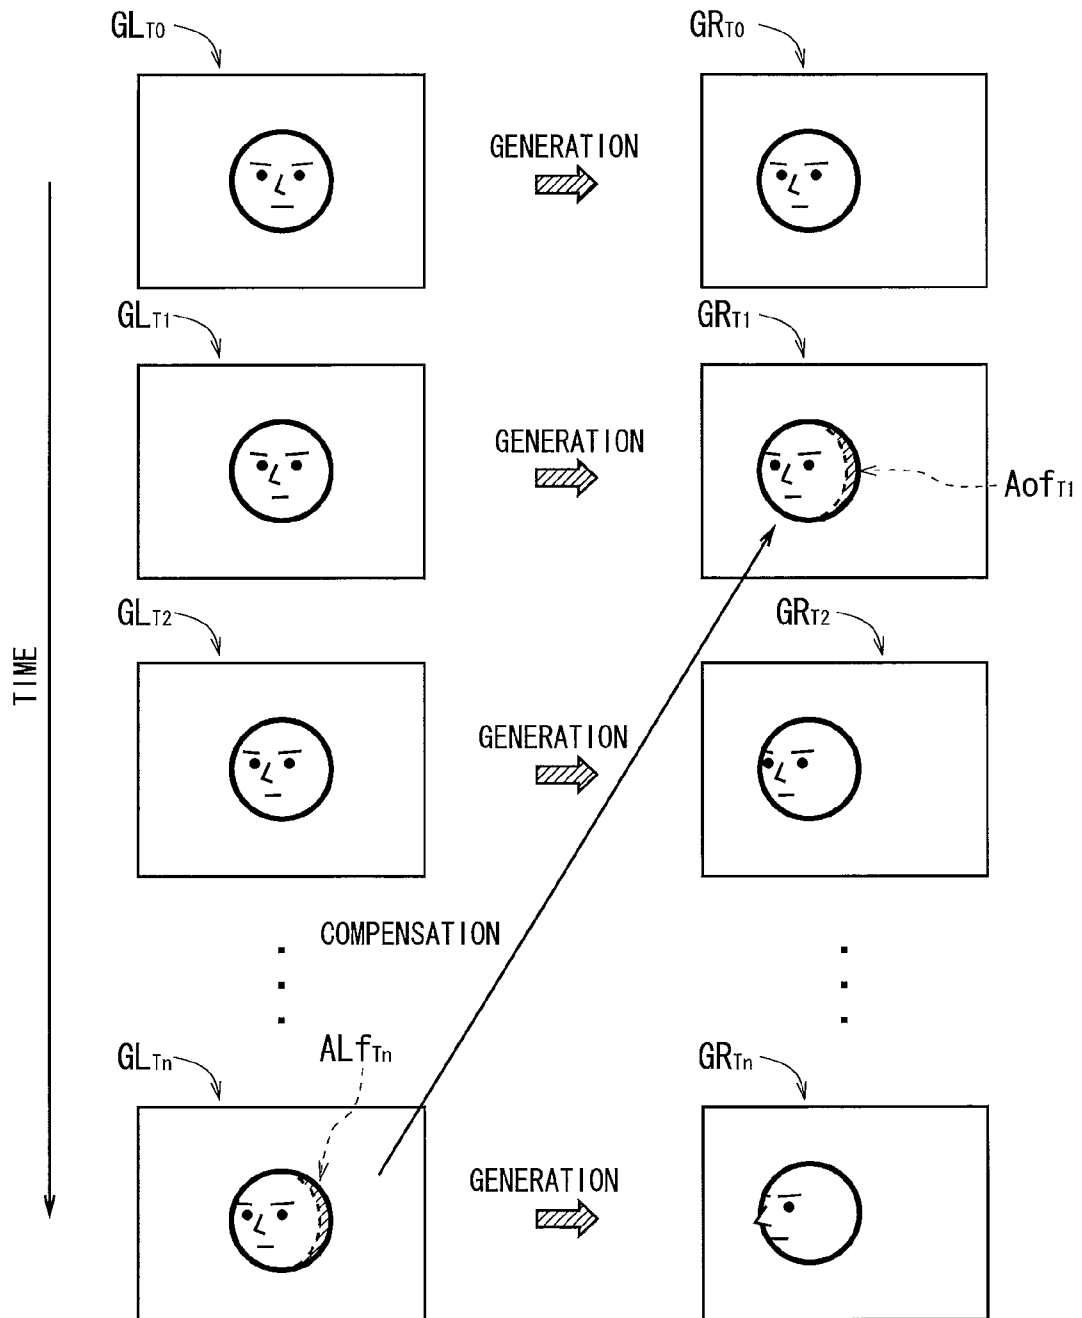 GLT0 GRT0
GENERATION
GLT1 GRT1
GENERATION
AofT1
GLT2 GRT2
TIME
GENERATION
COMPENSATION
ALfTn
GLTn GRTn
GENERATION